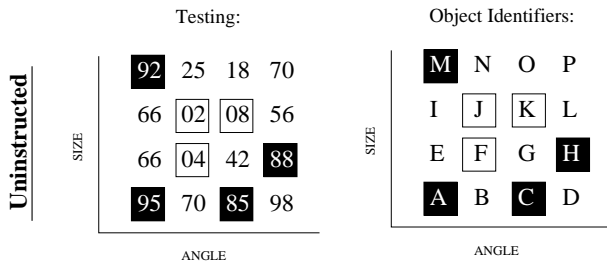 Testing:
Object Identifiers:
Uninstructed
SIZE
92 25 18 70
66 02 08 56
66 04 42 88
95 70 85 98
ANGLE
SIZE
M N O P
I J K L
E F G H
A B C D
ANGLE